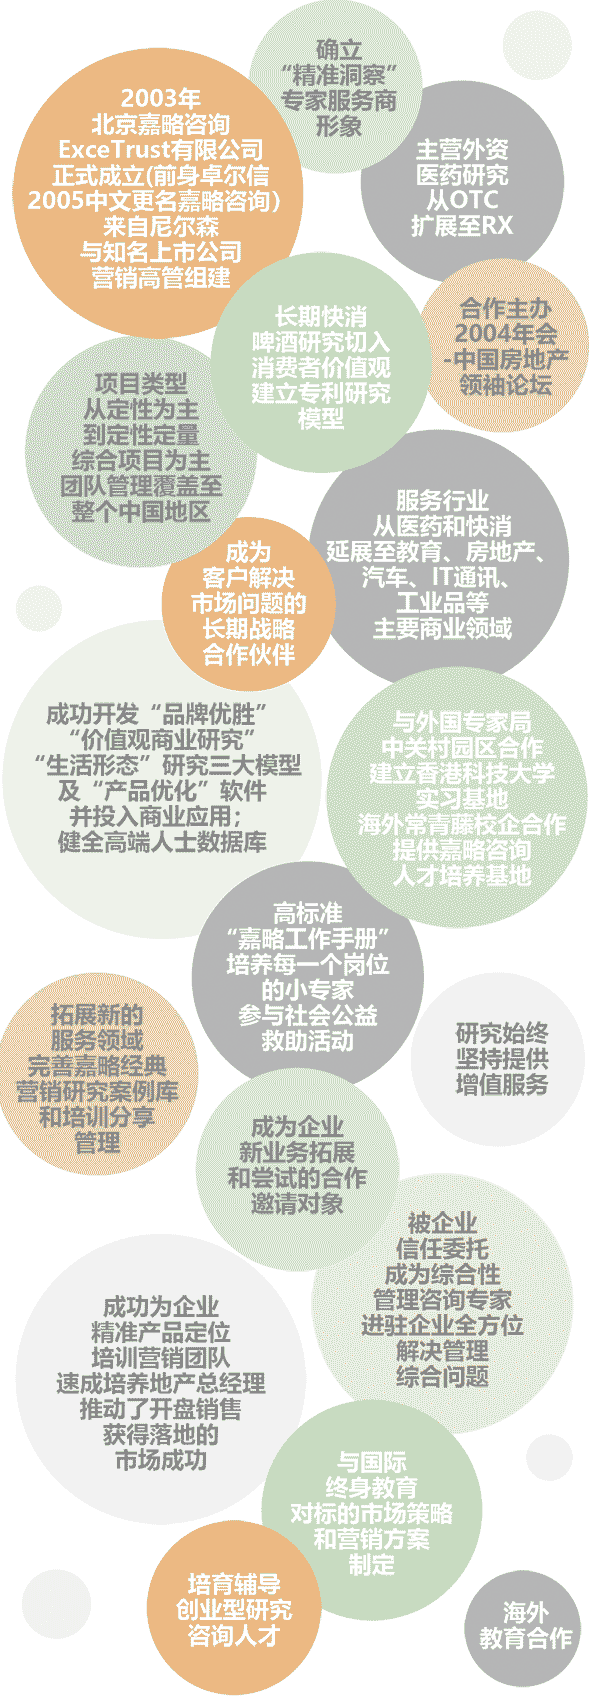 确立
“精准洞察”
专家服务商
形象
2003年
北京嘉略咨询
ExceTrust有限公司
正式成立(前身卓尔信
2005中文更名嘉略咨询)
来自尼尔森
与知名上市公司
营销高管组建
主营外资
医药研究
从OTC
扩展至RX
长期快消
啤酒研究切入
消费者价值观
建立专利研究
模型
合作主办
2004年会
-中国房地产
领袖论坛
项目类型
从定性为主
到定性定量
综合项目为主
团队管理覆盖至
整个中国地区
服务行业
从医药和快消
延展至教育、房地产、
汽车、IT通讯、
工业品等
主要商业领域
成为
客户解决
市场问题的
长期战略
合作伙伴
成功开发“品牌优胜”
“价值观商业研究”
“生活形态”研究三大模型
及“产品优化”软件
并投入商业应用；
健全高端人士数据库
与外国专家局
中关村园区合作
建立香港科技大学
实习基地
海外常青藤校企合作
提供嘉略咨询
人才培养基地
高标准
“嘉略工作手册”
培养每一个岗位
的小专家
参与社会公益
救助活动
拓展新的
服务领域
完善嘉略经典
营销研究案例库
和培训分享
管理
研究始终
坚持提供
增值服务
成为企业
新业务拓展
和尝试的合作
邀请对象
被企业
信任委托
成为综合性
管理咨询专家
进驻企业全方位
解决管理
综合问题
成功为企业
精准产品定位
培训营销团队
速成培养地产总经理
推动了开盘销售
获得落地的
市场成功
与国际
终身教育
对标的市场策略
和营销方案
制定
培育辅导
创业型研究
咨询人才
海外
教育合作